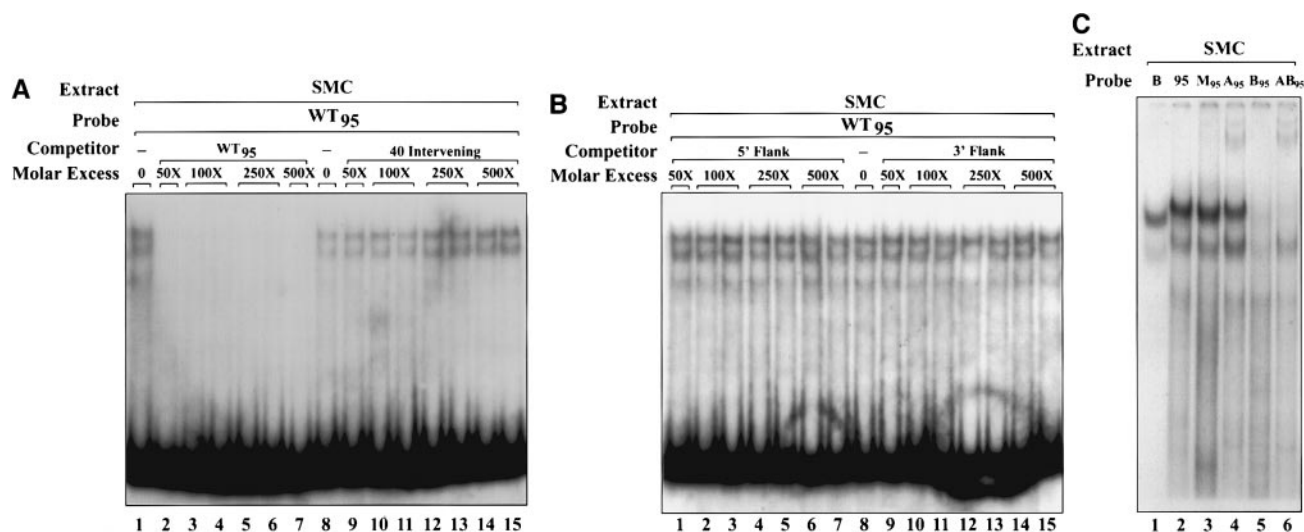 A
Extract SMC
Probe WT95
Competitor – WT95 – 40 Intervening
Molar Excess 0 50X 100X 250X 500X 0 50X 100X 250X 500X
1 2 3 4 5 6 7 8 9 10 11 12 13 14 15
B
Extract SMC
Probe WT95
Competitor 5' Flank – 3' Flank
Molar Excess 50X 100X 250X 500X 0 50X 100X 250X 500X
1 2 3 4 5 6 7 8 9 10 11 12 13 14 15
C
Extract SMC
Probe B 95 M95 A95 B95 AB95
1 2 3 4 5 6